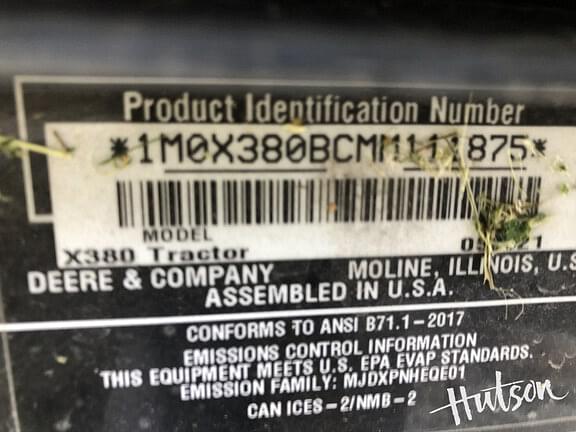 Product Identification Number
*1M0X380BCMM111875*
MODEL
X380 Tractor
DEERE & COMPANY MOLINE, ILLINOIS, U.S
ASSEMBLED IN U.S.A.
CONFORMS TO ANSI B71.1-2017
EMISSIONS CONTROL INFORMATION
THIS EQUIPMENT MEETS U.S. EPA EVAP STANDARDS.
EMISSION FAMILY: MJDXPNHEQE01
CAN ICES-2/NMB-2
Hutson